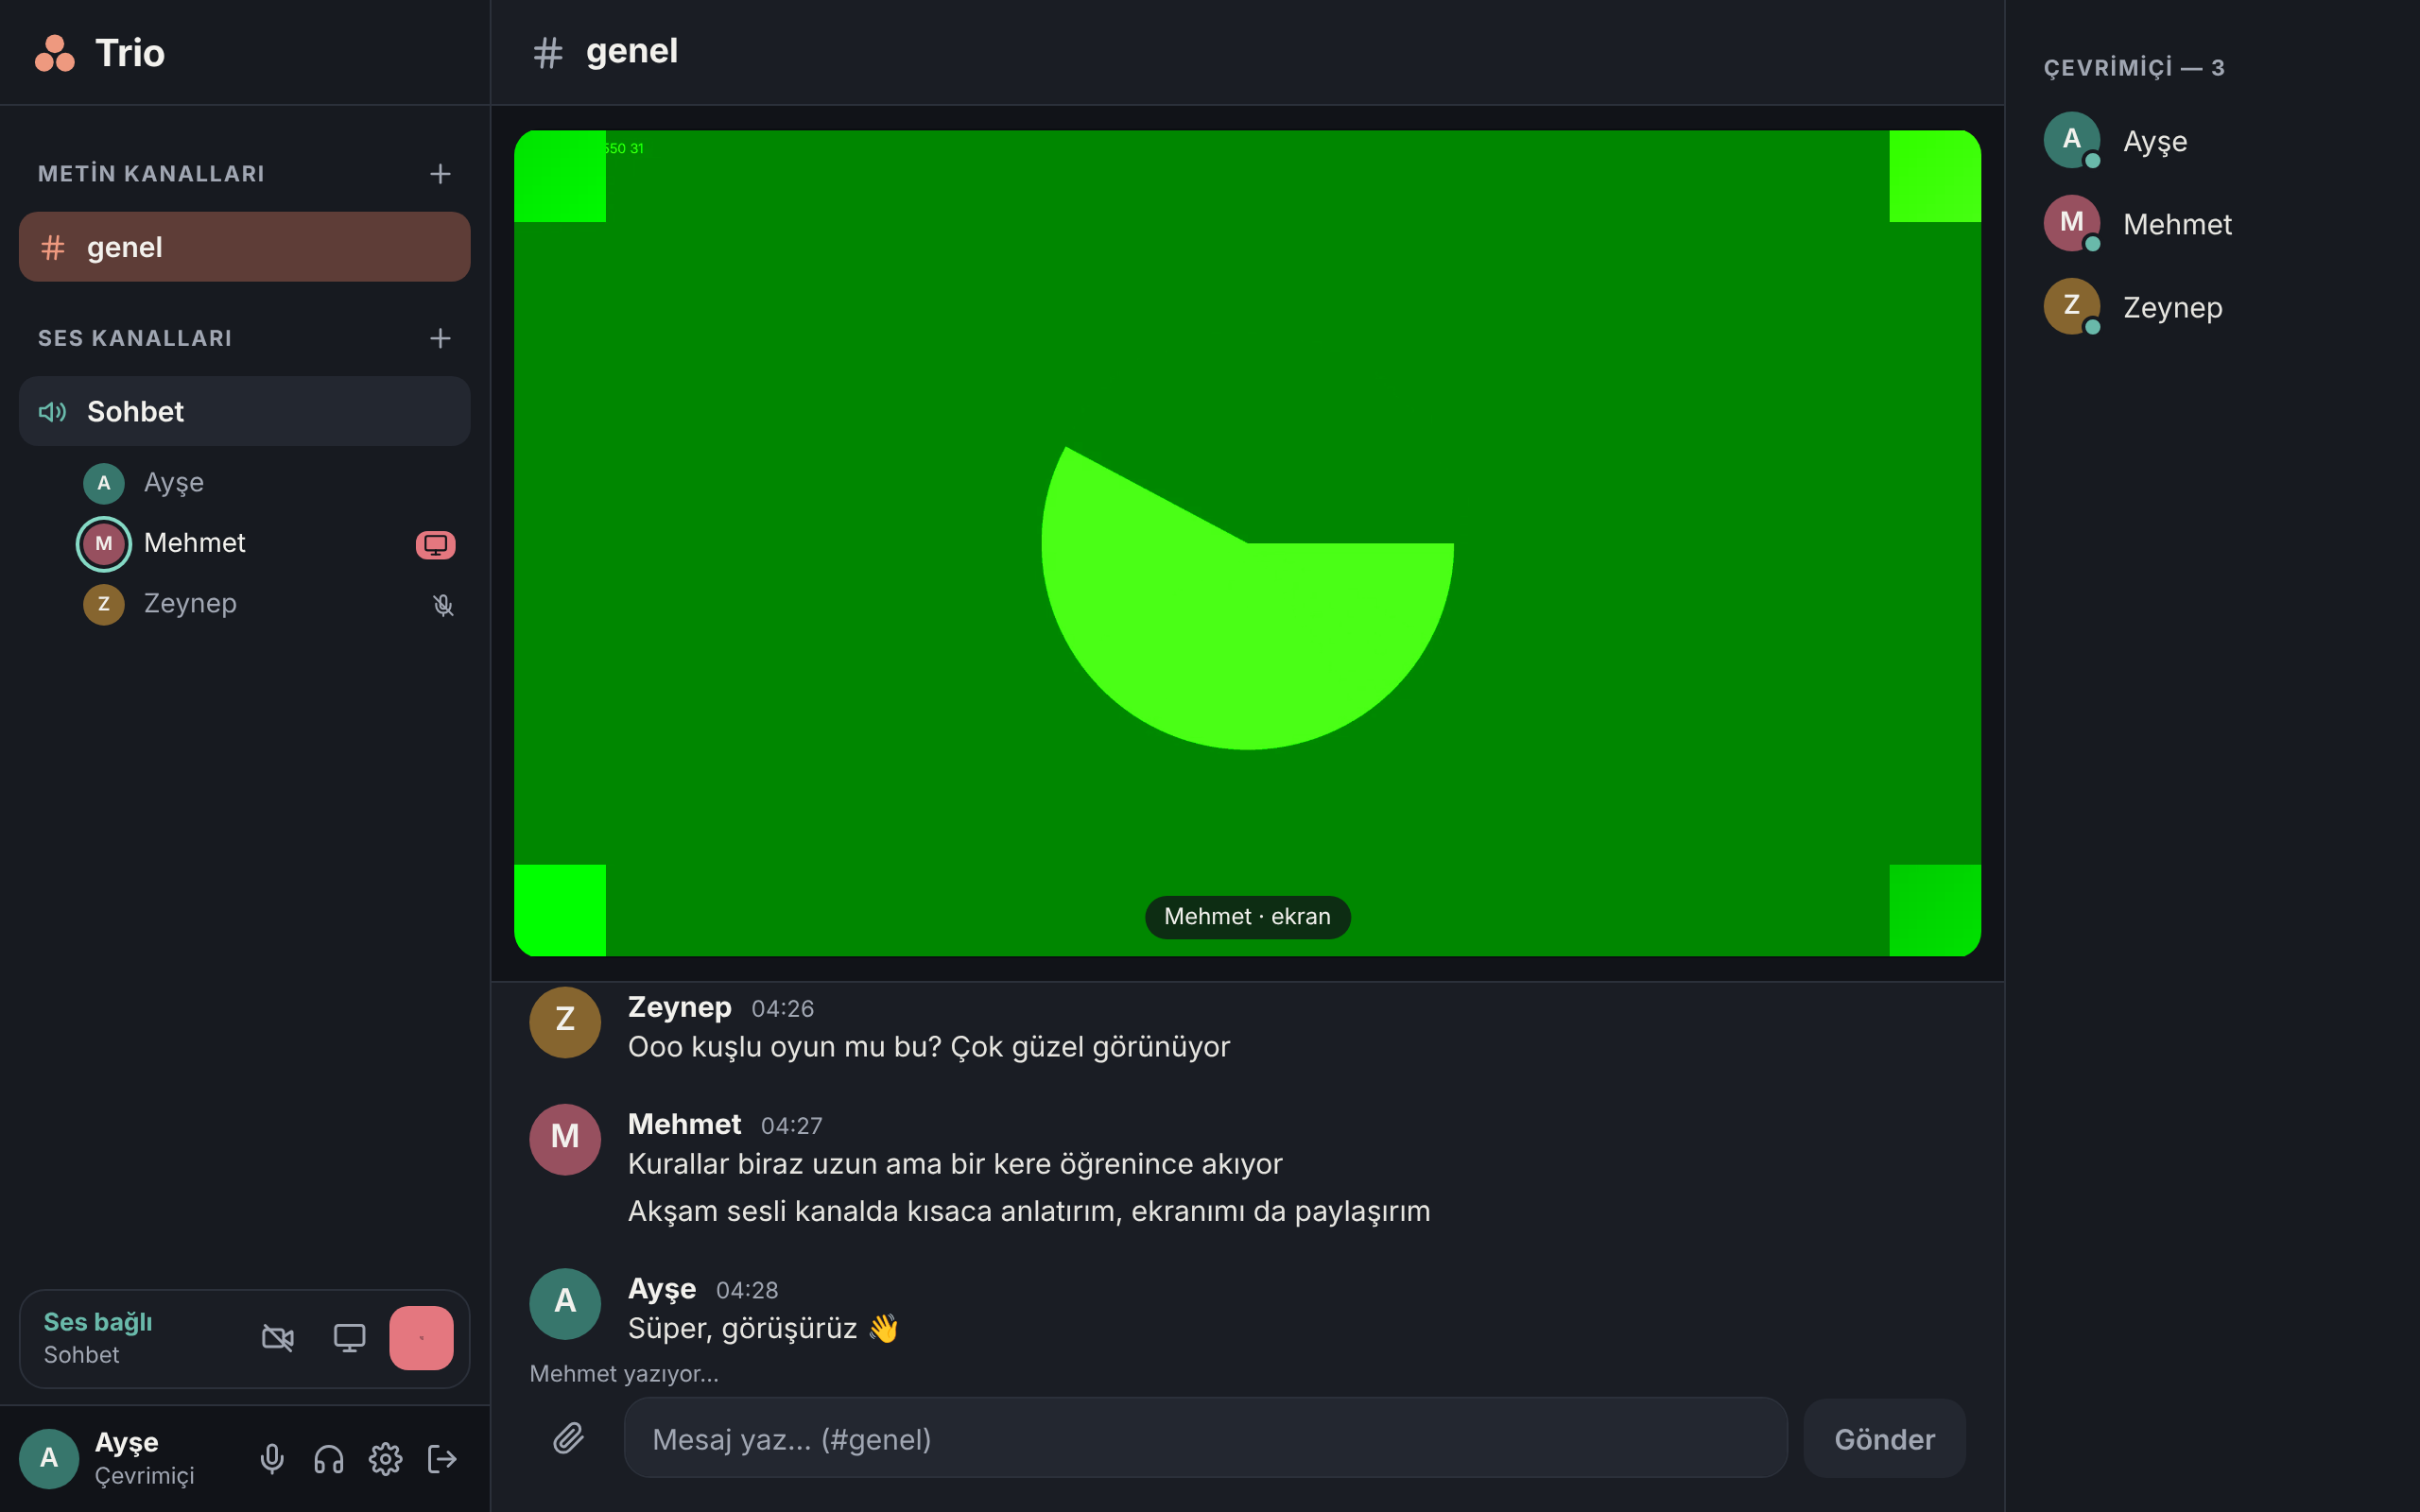 Trio
METİN KANALLARI
genel
SES KANALLARI
Sohbet
A Ayşe
M Mehmet
Z Zeynep
Ses bağlı
Sohbet
A Ayşe
Çevrimiçi
# genel
550 31
Mehmet · ekran
Z Zeynep 04:26
Ooo kuşlu oyun mu bu? Çok güzel görünüyor
M Mehmet 04:27
Kurallar biraz uzun ama bir kere öğrenince akıyor
Akşam sesli kanalda kısaca anlatırım, ekranımı da paylaşırım
A Ayşe 04:28
Süper, görüşürüz 👋
Mehmet yazıyor...
Mesaj yaz... (#genel)
Gönder
ÇEVRİMİÇİ — 3
A Ayşe
M Mehmet
Z Zeynep